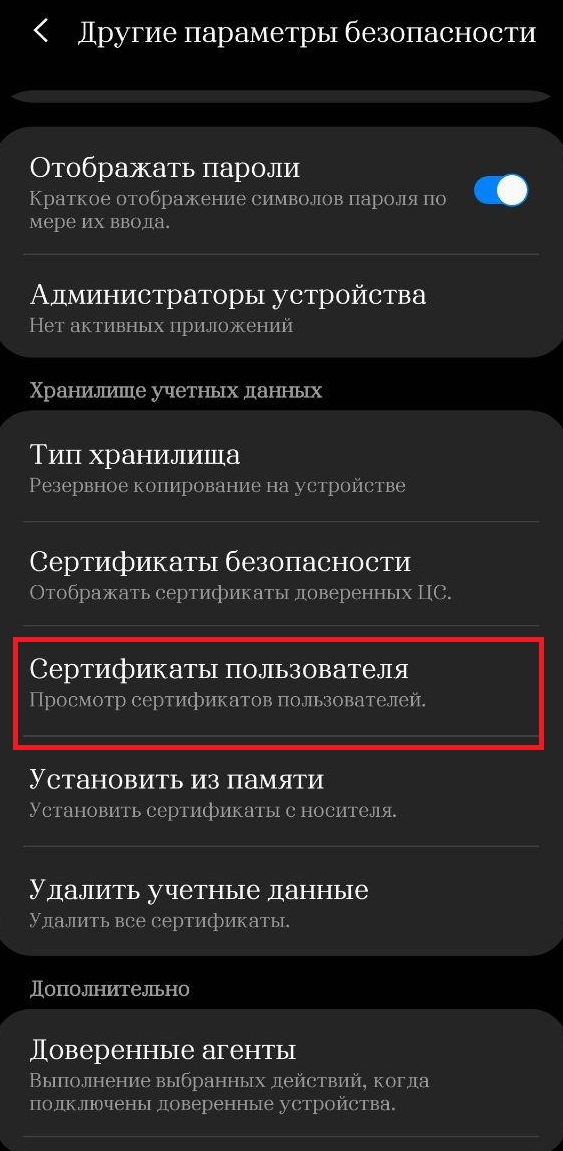 Другие параметры безопасности
Отображать пароли
Краткое отображение символов пароля по
мере их ввода.
Администраторы устройства
Нет активных приложений
Хранилище учетных данных
Тип хранилища
Резервное копирование на устройстве
Сертификаты безопасности
Отображать сертификаты доверенных ЦС.
Сертификаты пользователя
Просмотр сертификатов пользователей.
Установить из памяти
Установить сертификаты с носителя.
Удалить учетные данные
Удалить все сертификаты.
Дополнительно
Доверенные агенты
Выполнение выбранных действий, когда
подключены доверенные устройства.